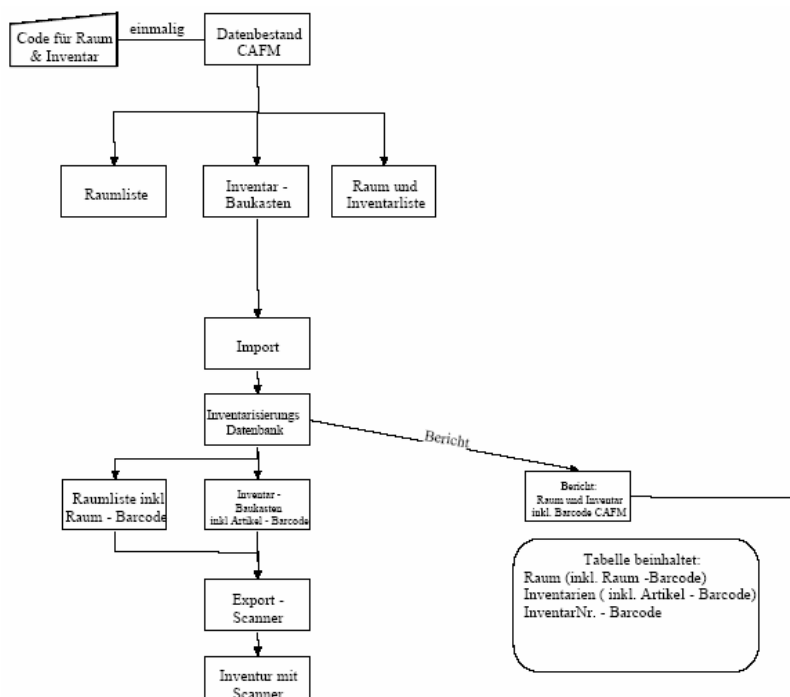 Code für Raum
& Inventar
einmalig
Datenbestand
CAFM
Raumliste
Inventar -
Baukasten
Raum und
Inventarliste
Import
Inventarisierungs
Datenbank
Bericht
Raumliste inkl
Raum - Barcode
Inventar -
Baukasten
inkl Artikel - Barcode
Bericht:
Raum und Inventar
inkl. Barcode CAFM
Tabelle beinhaltet:
Raum (inkl. Raum -Barcode)
Inventarien ( inkl. Artikel - Barcode)
InventarNr. - Barcode
Export -
Scanner
Inventur mit
Scanner